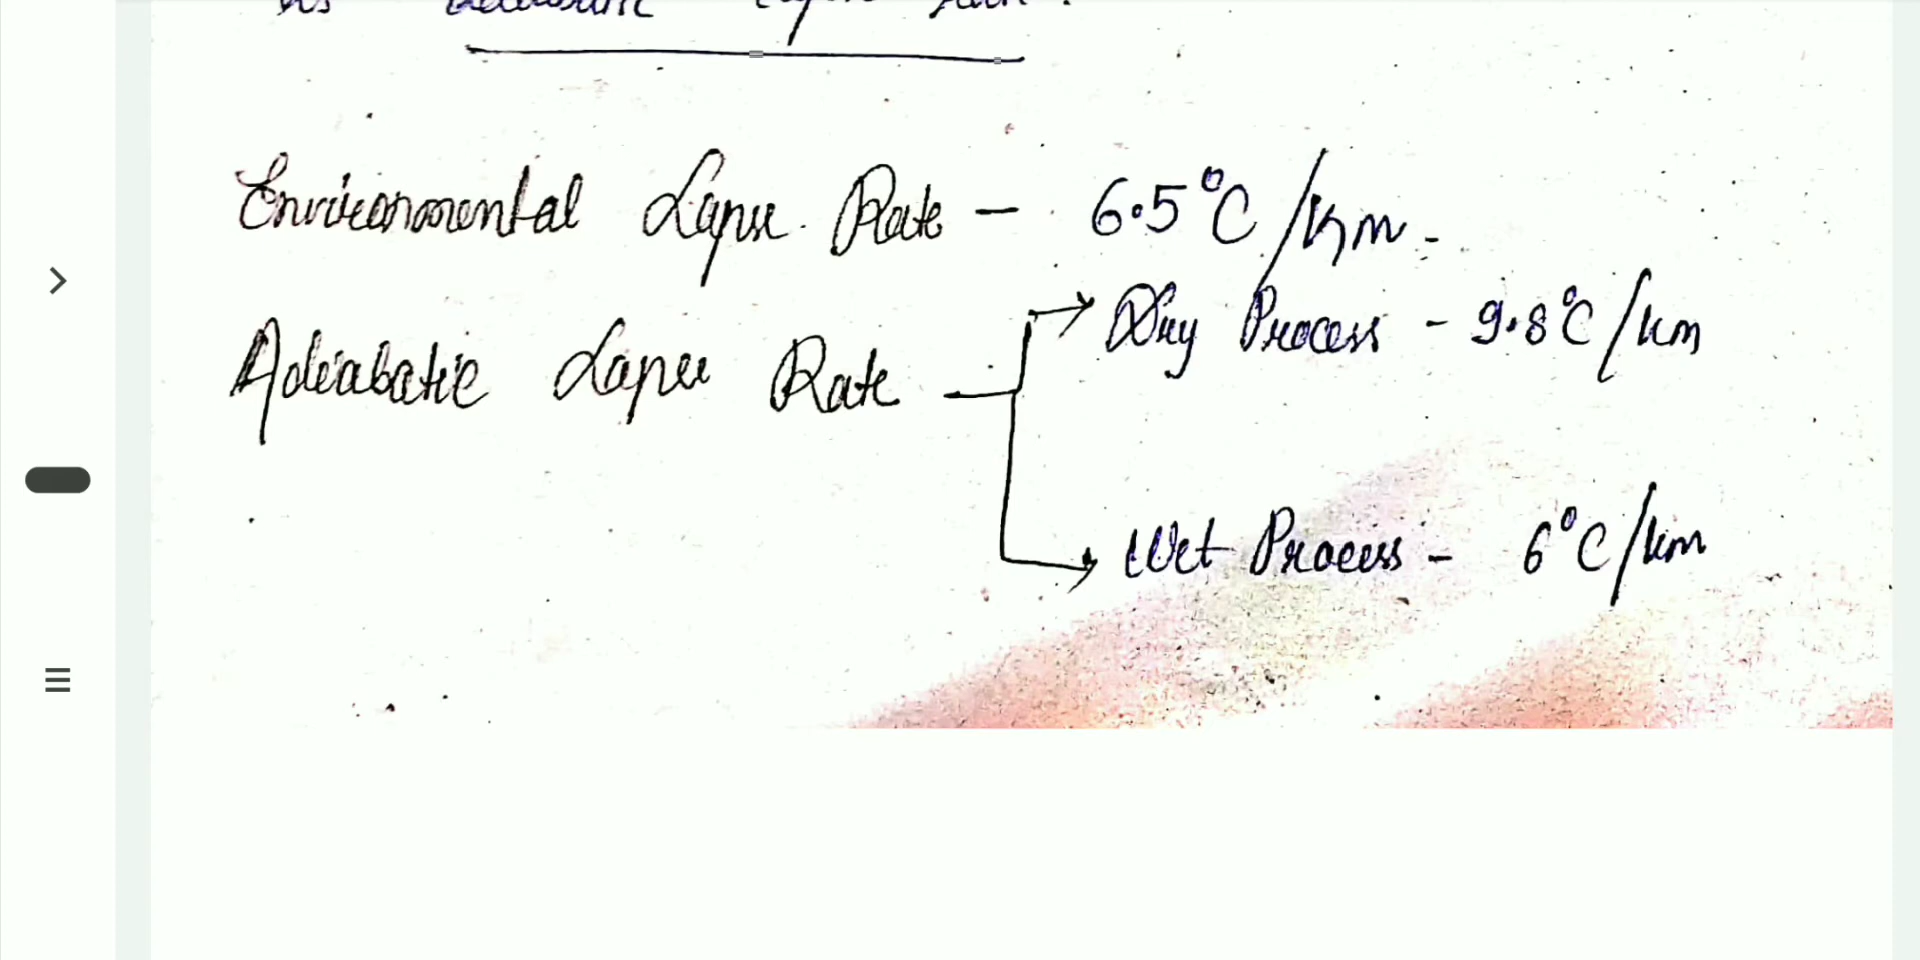 Environmental Lapse Rate - 6.5°C/km.
Adiabatic Lapse Rate
Dry Process - 9.8°C/km
Wet Process - 6°C/km